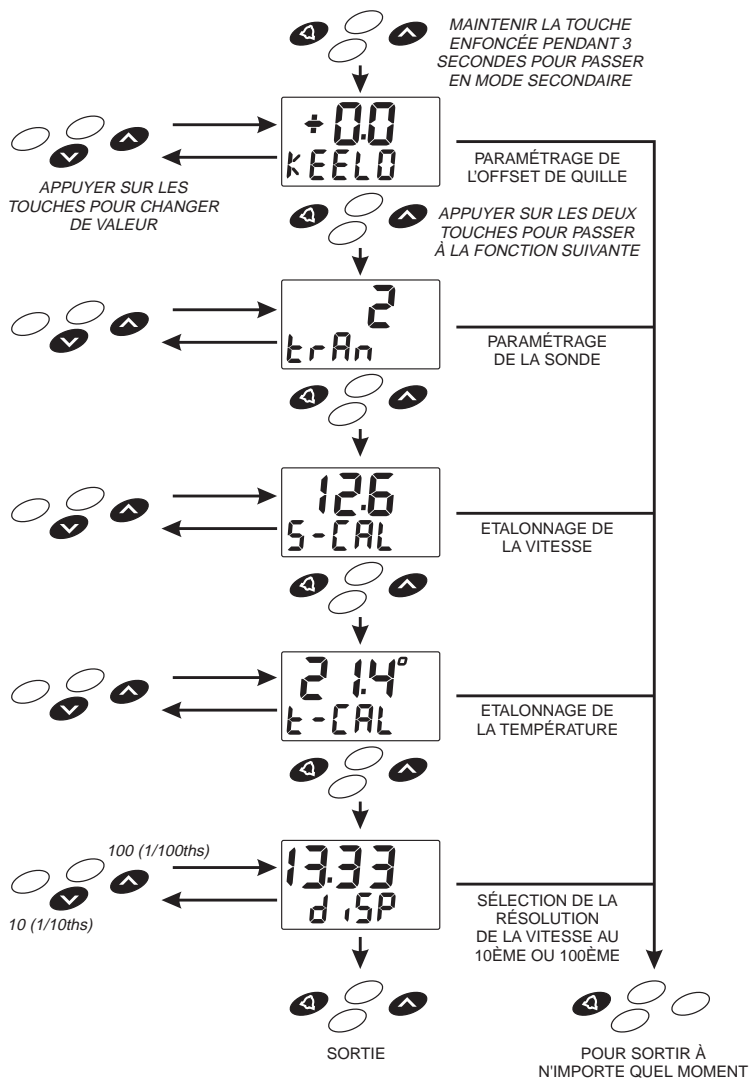 MAINTENIR LA TOUCHE
ENFONCÉE PENDANT 3
SECONDES POUR PASSER
EN MODE SECONDAIRE
+0.0
KEELO
PARAMÉTRAGE DE
L'OFFSET DE QUILLE
APPUYER SUR LES
TOUCHES POUR CHANGER
DE VALEUR
APPUYER SUR LES DEUX
TOUCHES POUR PASSER
À LA FONCTION SUIVANTE
2
trAn
PARAMÉTRAGE
DE LA SONDE
12.6
S-CAL
ETALONNAGE DE
LA VITESSE
21.4°
t-CAL
ETALONNAGE DE
LA TEMPÉRATURE
100 (1/100ths)
10 (1/10ths)
13.33
diSP
SÉLECTION DE LA
RÉSOLUTION
DE LA VITESSE AU
10ÈME OU 100ÈME
SORTIE
POUR SORTIR À
N'IMPORTE QUEL MOMENT